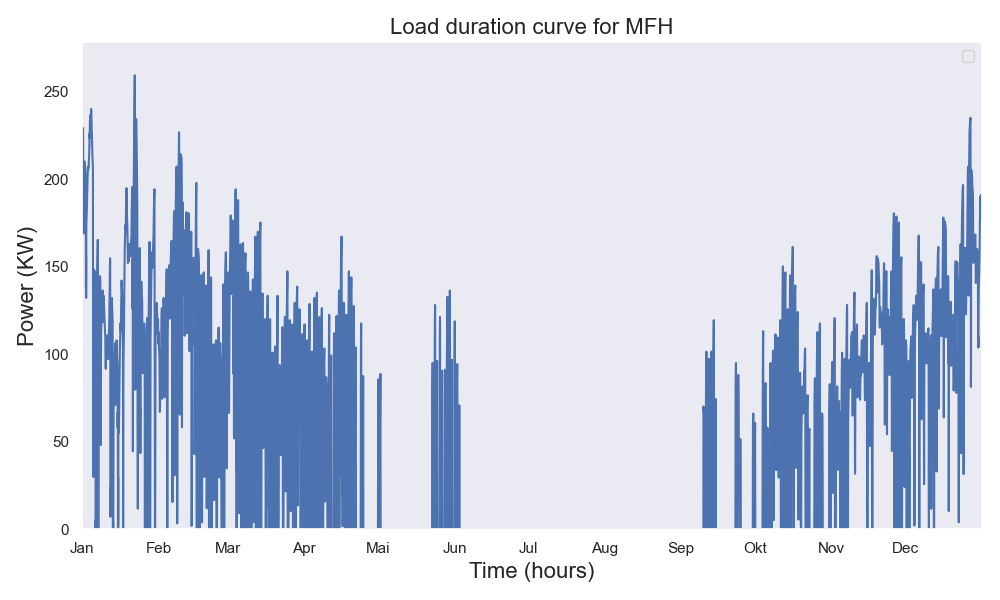 Load duration curve for MFH
Power (KW)
250
200
150
100
50
0
Jan Feb Mar Apr Mai Jun Jul Aug Sep Okt Nov Dec
Time (hours)